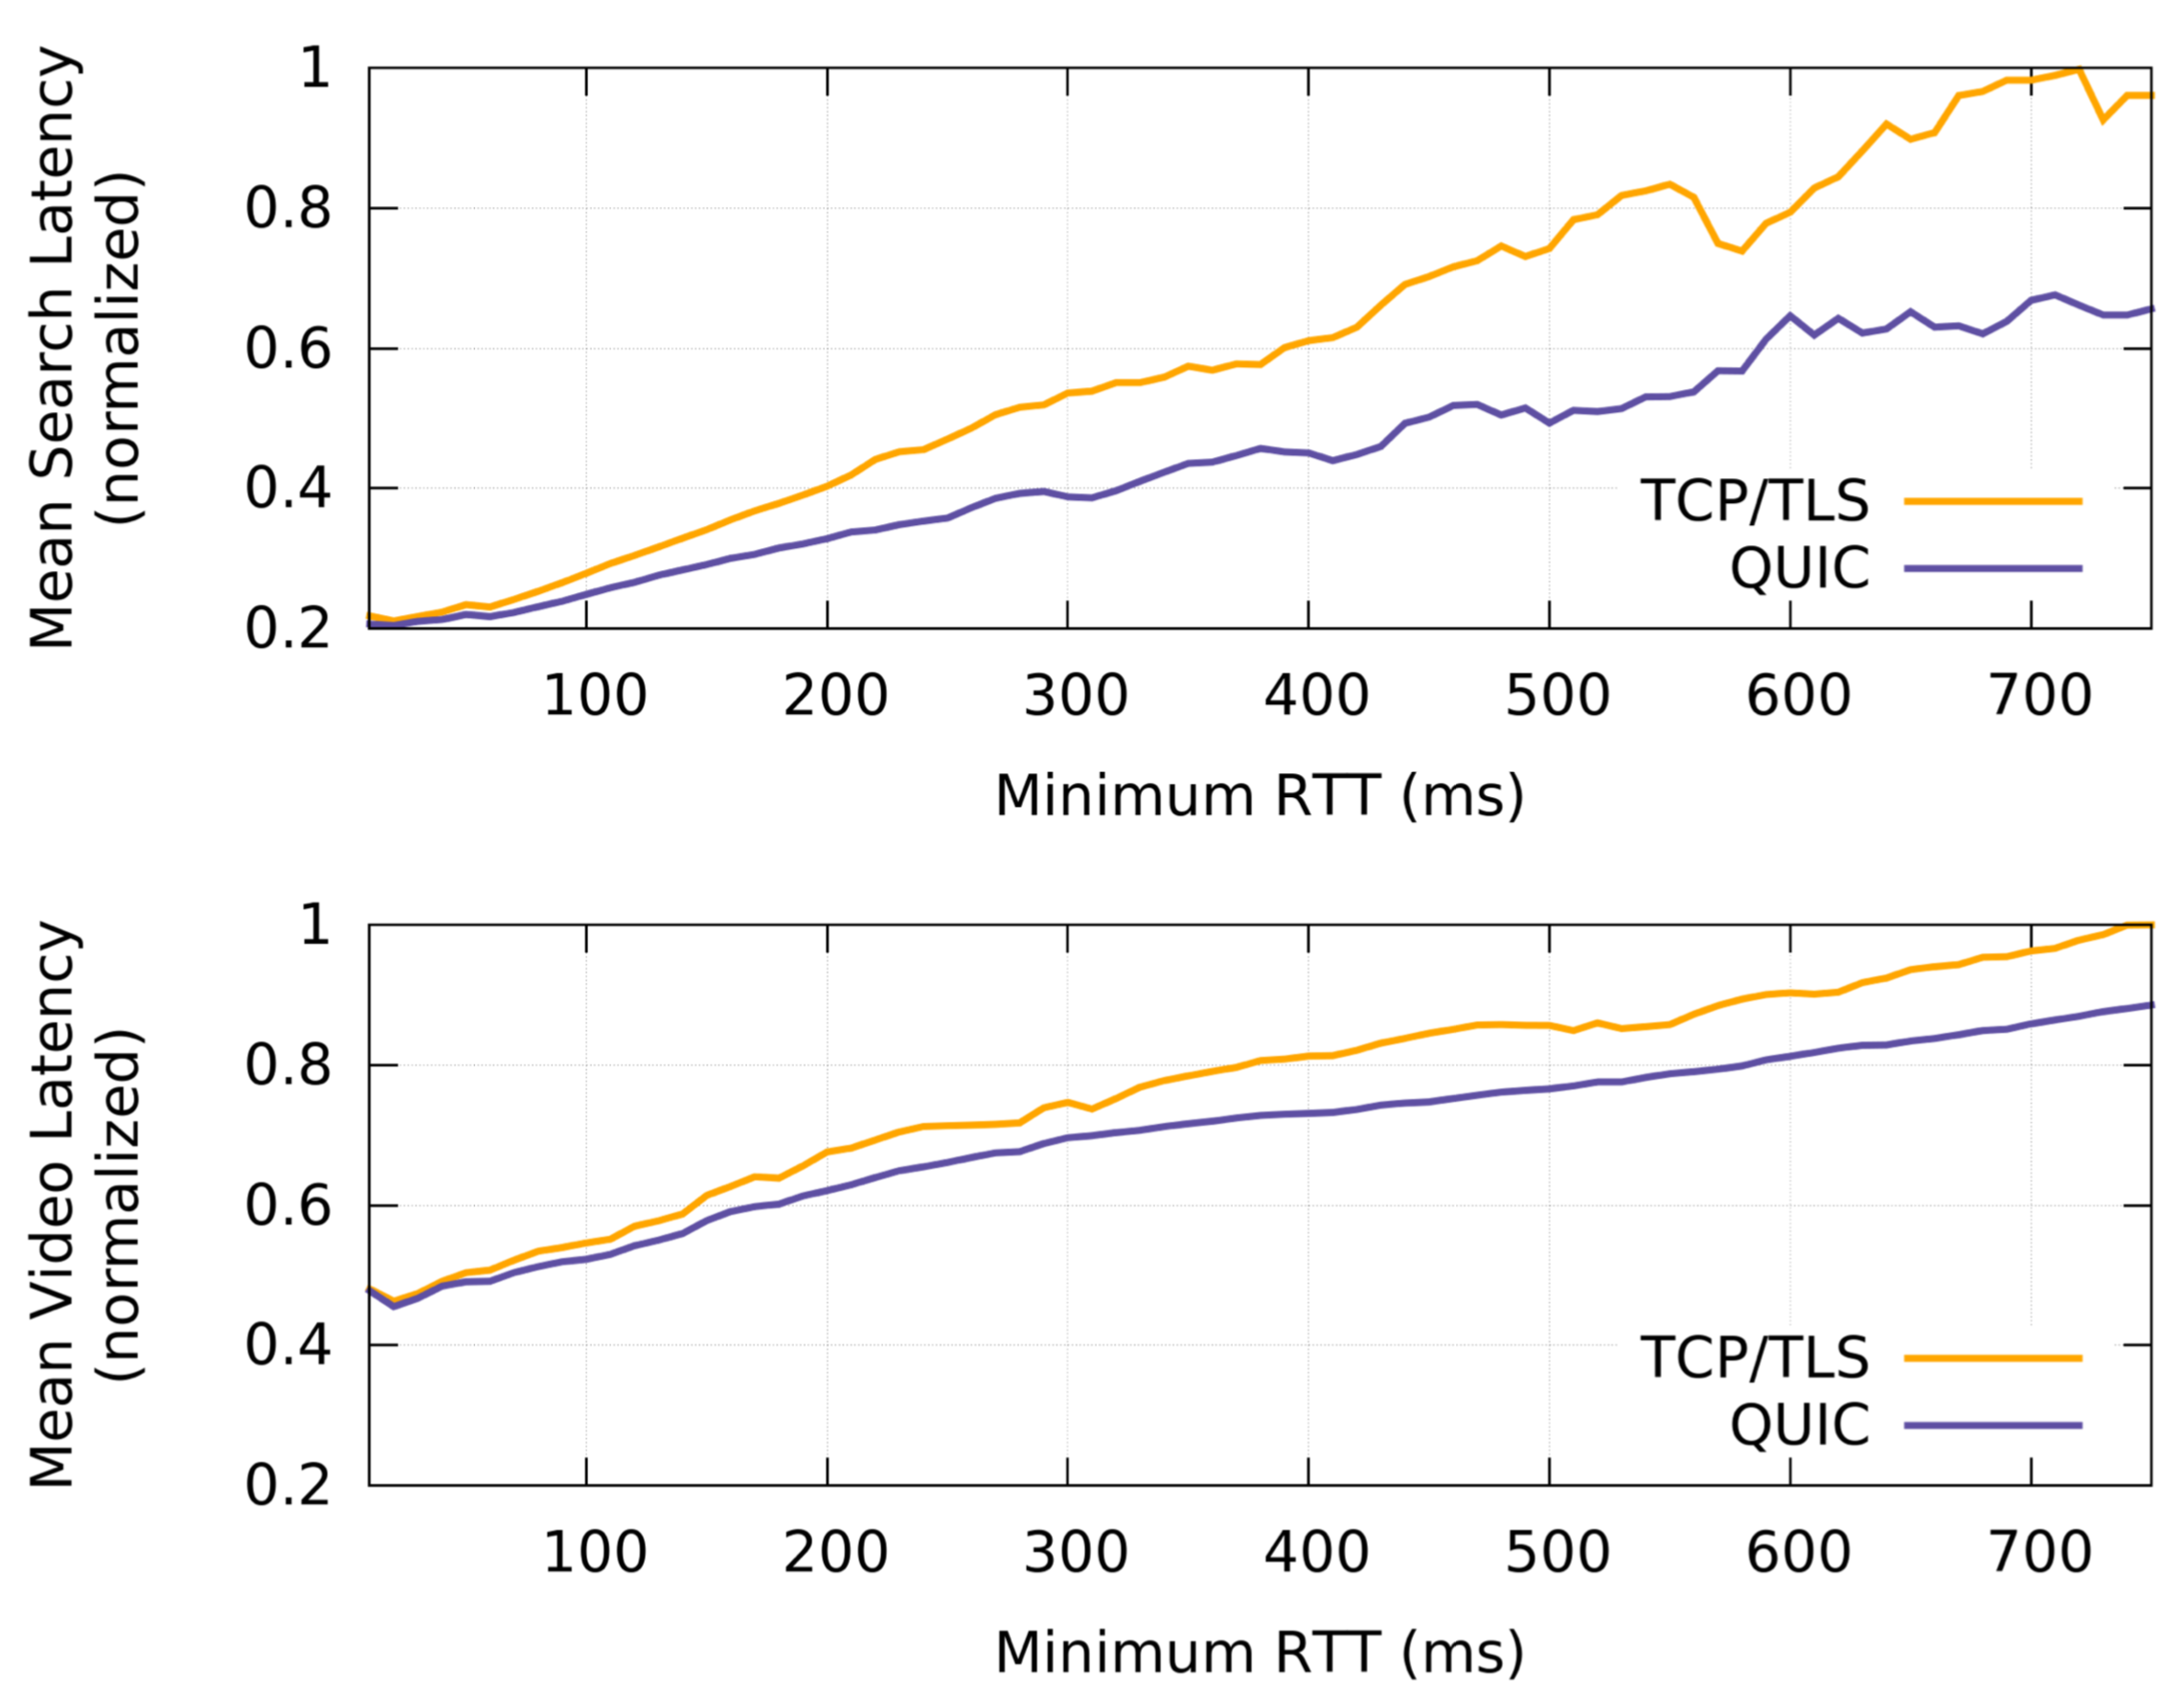 Mean Search Latency
(normalized)
1
0.8
0.6
0.4
0.2
TCP/TLS
QUIC
100 200 300 400 500 600 700
Minimum RTT (ms)
Mean Video Latency
(normalized)
1
0.8
0.6
0.4
0.2
TCP/TLS
QUIC
100 200 300 400 500 600 700
Minimum RTT (ms)